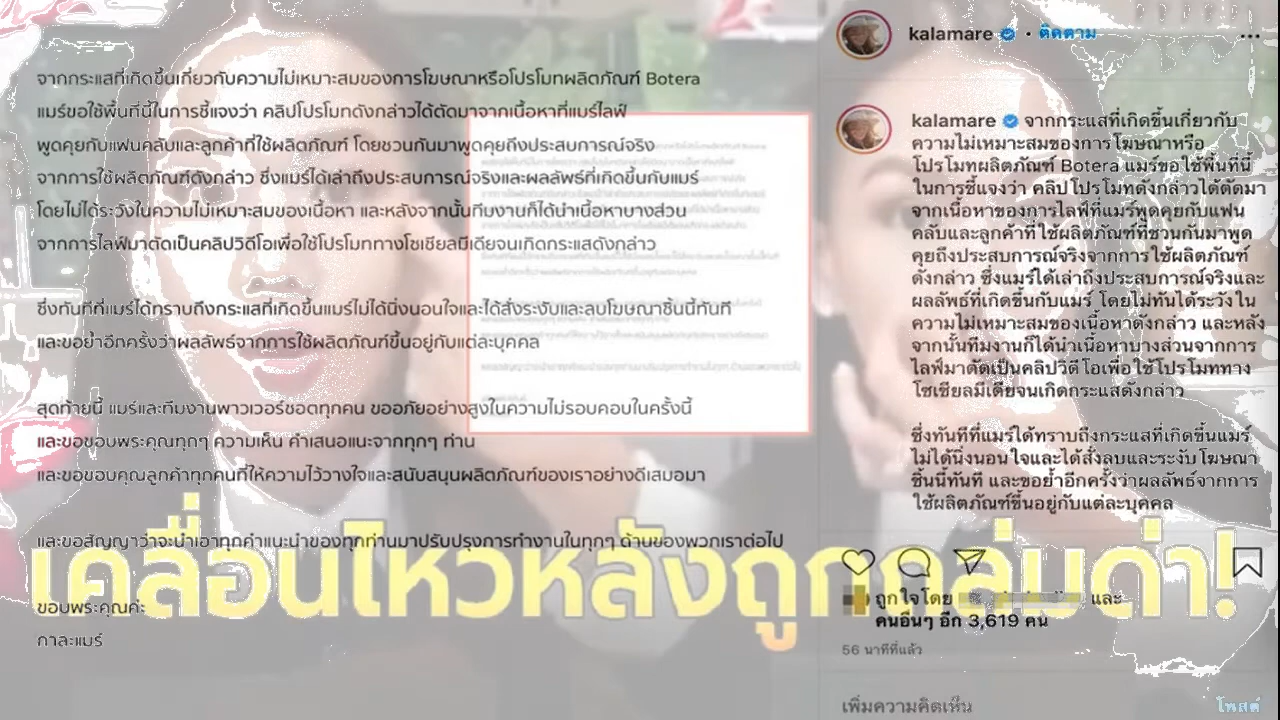 จากกระแสที่เกิดขึ้นเกี่ยวกับความไม่เหมาะสมของการโฆษณาหรือโปรโมทผลิตภัณฑ์ Botera
แมร์ขอใช้พื้นที่นี้ในการชี้แจงว่า คลิปโปรโมทดังกล่าวได้ตัดมาจากเนื้อหาที่แมร์ไลฟ์
พูดคุยกับแฟนคลับและลูกค้าที่ใช้ผลิตภัณฑ์ โดยชวนกันมาพูดคุยถึงประสบการณ์จริง
จากการใช้ผลิตภัณฑ์ดังกล่าว ซึ่งแมร์ได้เล่าถึงประสบการณ์จริงและผลลัพธ์ที่เกิดขึ้นกับแมร์
โดยไม่ได้ระวังในความไม่เหมาะสมของเนื้อหา และหลังจากนั้นทีมงานก็ได้นำเนื้อหาบางส่วน
จากการไลฟ์มาตัดเป็นคลิปวิดีโอเพื่อใช้โปรโมททางโซเชียลมีเดียจนเกิดกระแสดังกล่าว
ซึ่งทันทีที่แมร์ได้ทราบถึงกระแสที่เกิดขึ้นแมร์ไม่ได้นิ่งนอนใจและได้สั่งระงับและลบโฆษณาชิ้นนี้ทันที
และขอย้ำอีกครั้งว่าผลลัพธ์จากการใช้ผลิตภัณฑ์ขึ้นอยู่กับแต่ละบุคคล
สุดท้ายนี้ แมร์และทีมงานพาวเวอร์ชอตทุกคน ขออภัยอย่างสูงในความไม่รอบคอบในครั้งนี้
และขอขอบพระคุณทุกๆ ความเห็น คำเสนอแนะจากทุกๆ ท่าน
และขอขอบคุณลูกค้าทุกคนที่ให้ความไว้วางใจและสนับสนุนผลิตภัณฑ์ของเราอย่างดีเสมอมา
และขอสัญญาว่าจะนำเอาทุกคำแนะนำของทุกท่านมาปรับปรุงการทำงานในทุกๆ ด้านของพวกเราต่อไป
ขอบพระคุณค่ะ
กาละแมร์
เคลื่อนไหวหลังถูกถล่มด่า!
kalamare • ติดตาม
kalamare จากกระแสที่เกิดขึ้นเกี่ยวกับ
ความไม่เหมาะสมของการโฆษณาหรือ
โปรโมทผลิตภัณฑ์ Botera แมร์ขอใช้พื้นที่นี้
ในการชี้แจงว่า คลิปโปรโมทดังกล่าวได้ตัดมา
จากเนื้อหาของการไลฟ์ที่แมร์พูดคุยกับแฟน
คลับและลูกค้าที่ใช้ผลิตภัณฑ์ที่ชวนกันมาพูด
คุยถึงประสบการณ์จริงจากการใช้ผลิตภัณฑ์
ดังกล่าว ซึ่งแมร์ได้เล่าถึงประสบการณ์จริงและ
ผลลัพธ์ที่เกิดขึ้นกับแมร์ โดยไม่ทันได้ระวังใน
ความไม่เหมาะสมของเนื้อหาดังกล่าว และหลัง
จากนั้นทีมงานก็ได้นำเนื้อหาบางส่วนจากการ
ไลฟ์มาตัดเป็นคลิปวีดีโอเพื่อใช้โปรโมททาง
โซเชียลมีเดียจนเกิดกระแสดังกล่าว
ซึ่งทันทีที่แมร์ได้ทราบถึงกระแสที่เกิดขึ้นแมร์
ไม่ได้นิ่งนอนใจและได้สั่งลบและระงับโฆษณา
ชิ้นนี้ทันที และขอย้ำอีกครั้งว่าผลลัพธ์จากการ
ใช้ผลิตภัณฑ์ขึ้นอยู่กับแต่ละบุคคล
ถูกใจโดย และ
คนอื่นๆ อีก 3,619 คน
56 นาทีที่แล้ว
เพิ่มความคิดเห็น
โพสต์